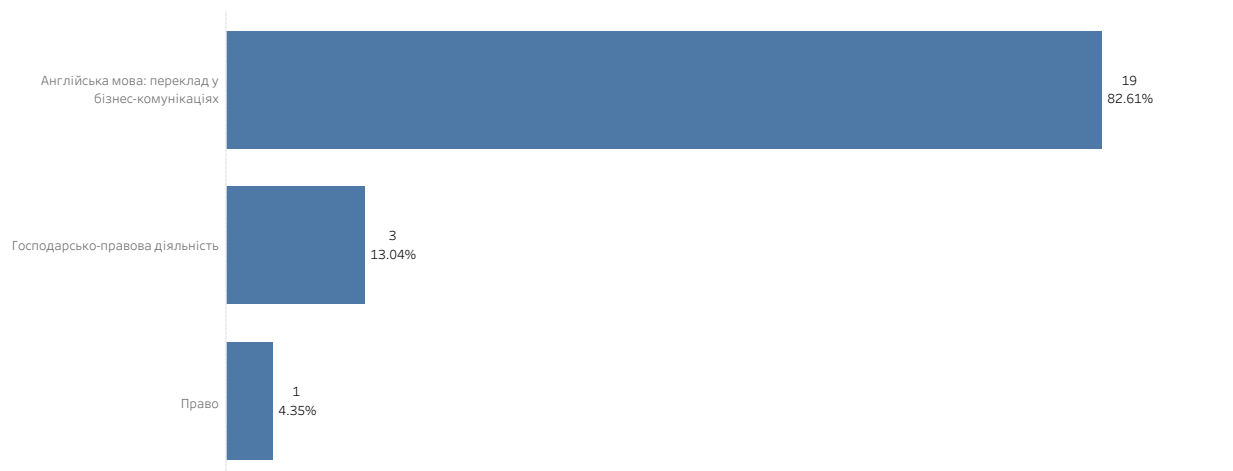 Англійська мова: переклад у
бізнес-комунікаціях
19
82.61%
Господарсько-правова діяльність
3
13.04%
Право
1
4.35%